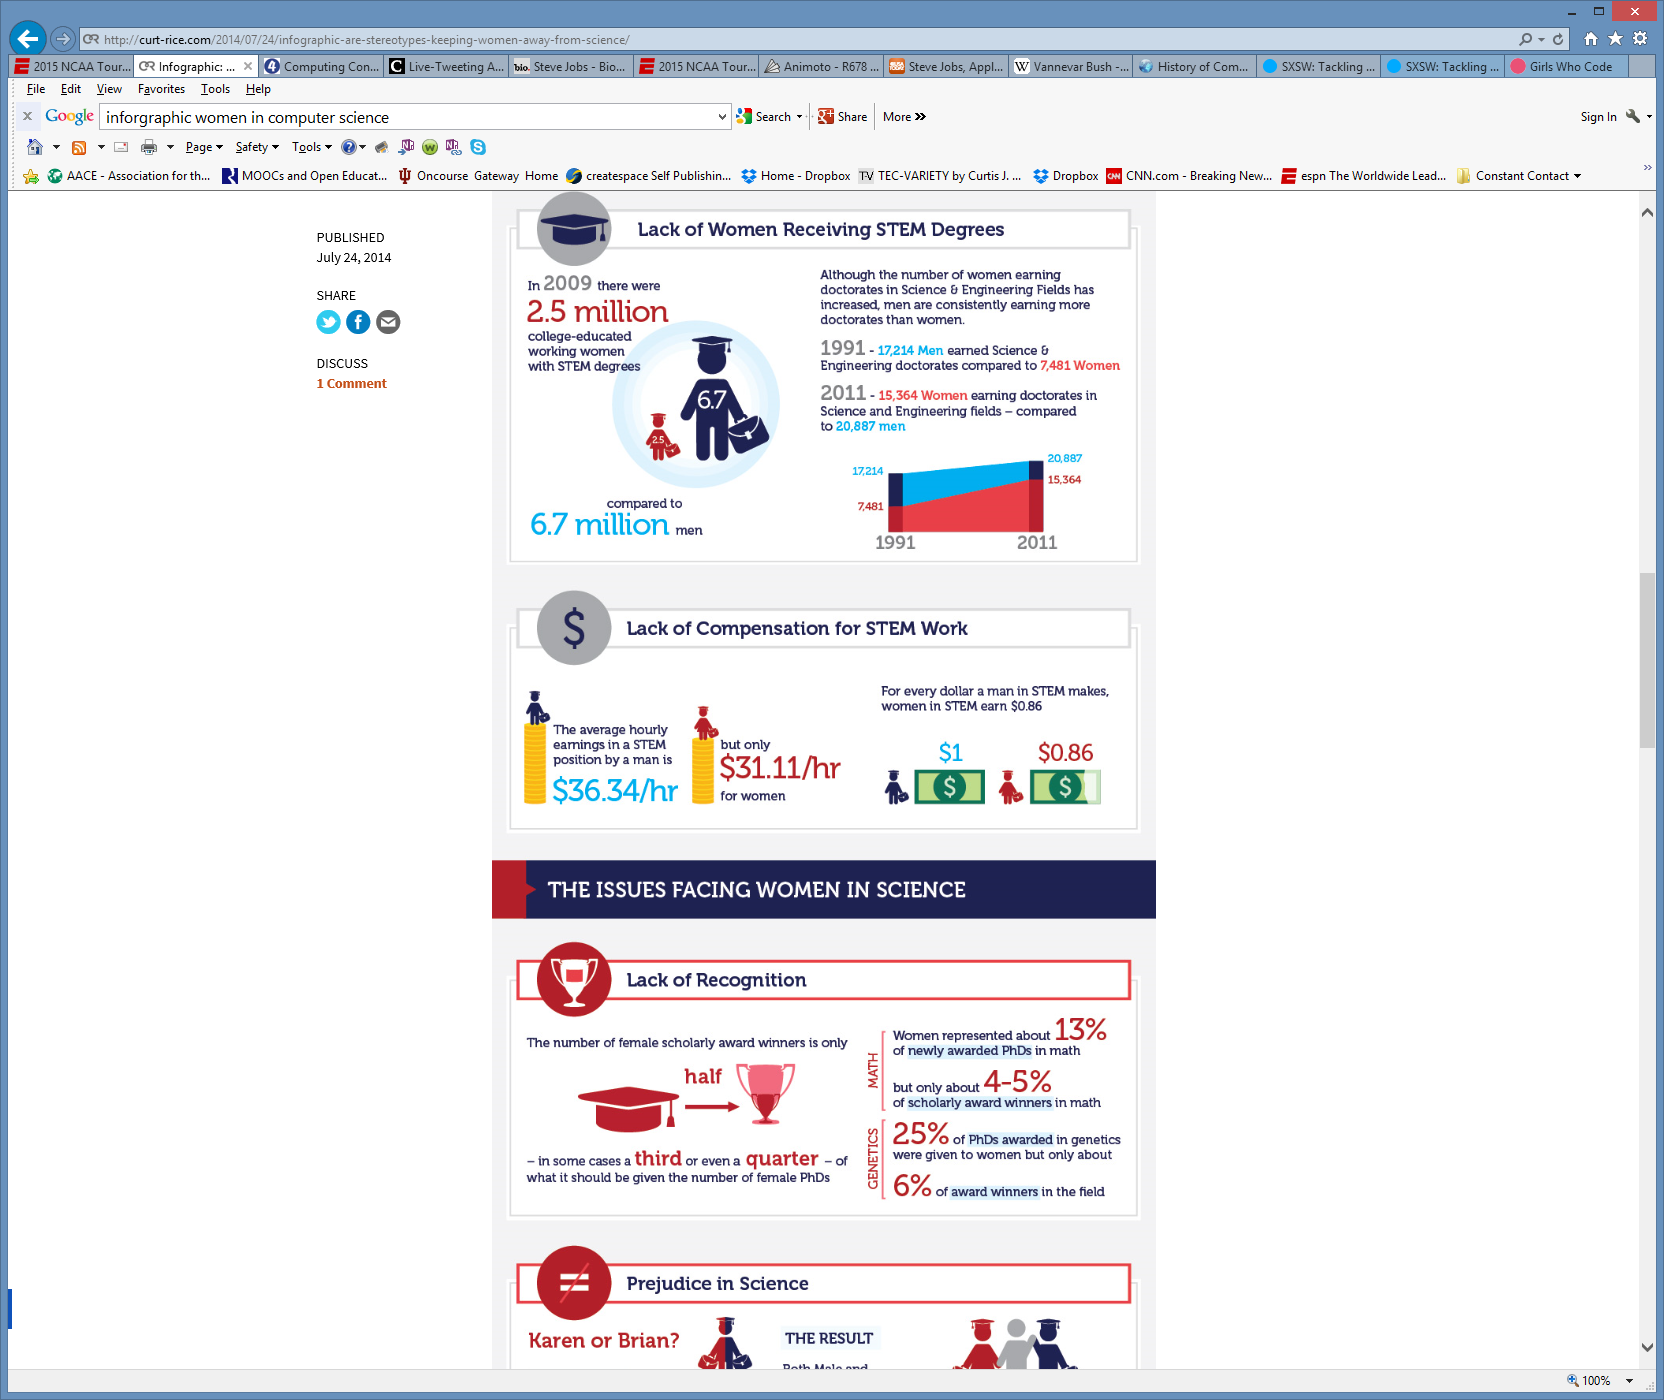 http://curt-rice.com/2014/07/24/infographic-are-stereotypes-keeping-women-away-from-science/
2015 NCAA Tour...
Infographic: ...
Computing Con...
Live-Tweeting A...
bio. Steve Jobs - Bio...
2015 NCAA Tour...
Animoto - R678 ...
Steve Jobs, Appl...
W Vannevar Bush -...
History of Com...
SXSW: Tackling ...
SXSW: Tackling ...
Girls Who Code
File Edit View Favorites Tools Help
x Google inforgraphic women in computer science Search Share More »
Sign In
Page Safety Tools
AACE - Association for th... MOOCs and Open Educat... Oncourse Gateway Home createspace Self Publishin... Home - Dropbox TV TEC-VARIETY by Curtis J. ... Dropbox CNN CNN.com - Breaking New... espn The Worldwide Lead... Constant Contact
PUBLISHED
July 24, 2014
SHARE
DISCUSS
1 Comment
Lack of Women Receiving STEM Degrees
In 2009 there were
2.5 million
college-educated
working women
with STEM degrees
6.7
2.5
compared to
6.7 million men
Although the number of women earning
doctorates in Science & Engineering Fields has
increased, men are consistently earning more
doctorates than women.
1991 - 17,214 Men earned Science &
Engineering doctorates compared to 7,481 Women
2011 - 15,364 Women earning doctorates in
Science and Engineering fields – compared
to 20,887 men
17,214
7,481
20,887
15,364
1991 2011
$ Lack of Compensation for STEM Work
The average hourly
earnings in a STEM
position by a man is
$36.34/hr
but only
$31.11/hr
for women
For every dollar a man in STEM makes,
women in STEM earn $0.86
$1 $0.86
$ $
THE ISSUES FACING WOMEN IN SCIENCE
Lack of Recognition
The number of female scholarly award winners is only
half
– in some cases a third or even a quarter – of
what it should be given the number of female PhDs
MATH
Women represented about 13%
of newly awarded PhDs in math
but only about 4-5%
of scholarly award winners in math
GENETICS
25% of PhDs awarded in genetics
were given to women but only about
6% of award winners in the field
≠ Prejudice in Science
Karen or Brian?
THE RESULT
Both Male and
100%